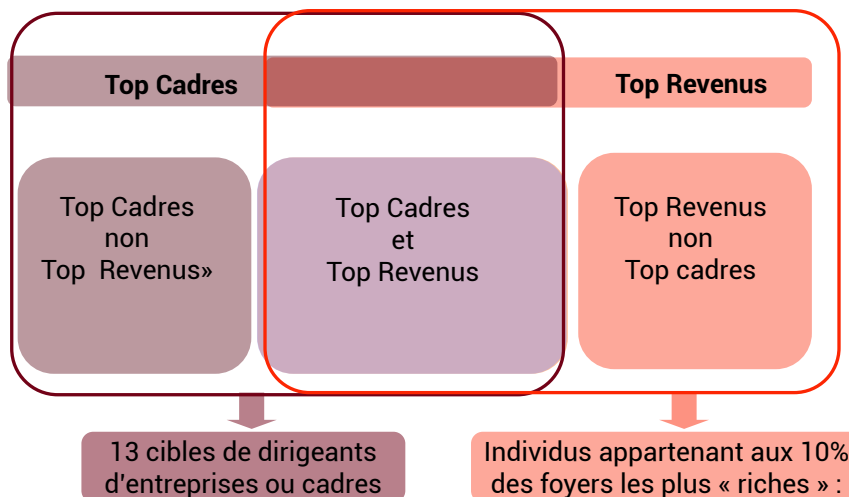 Top Cadres
Top Revenus
Top Cadres
non
Top Revenus»
Top Cadres
et
Top Revenus
Top Revenus
non
Top cadres
13 cibles de dirigeants
d'entreprises ou cadres
Individus appartenant aux 10%
des foyers les plus « riches » :